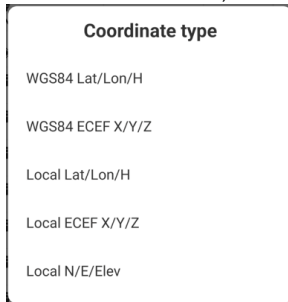 Coordinate type
WGS84 Lat/Lon/H
WGS84 ECEF X/Y/Z
Local Lat/Lon/H
Local ECEF X/Y/Z
Local N/E/Elev